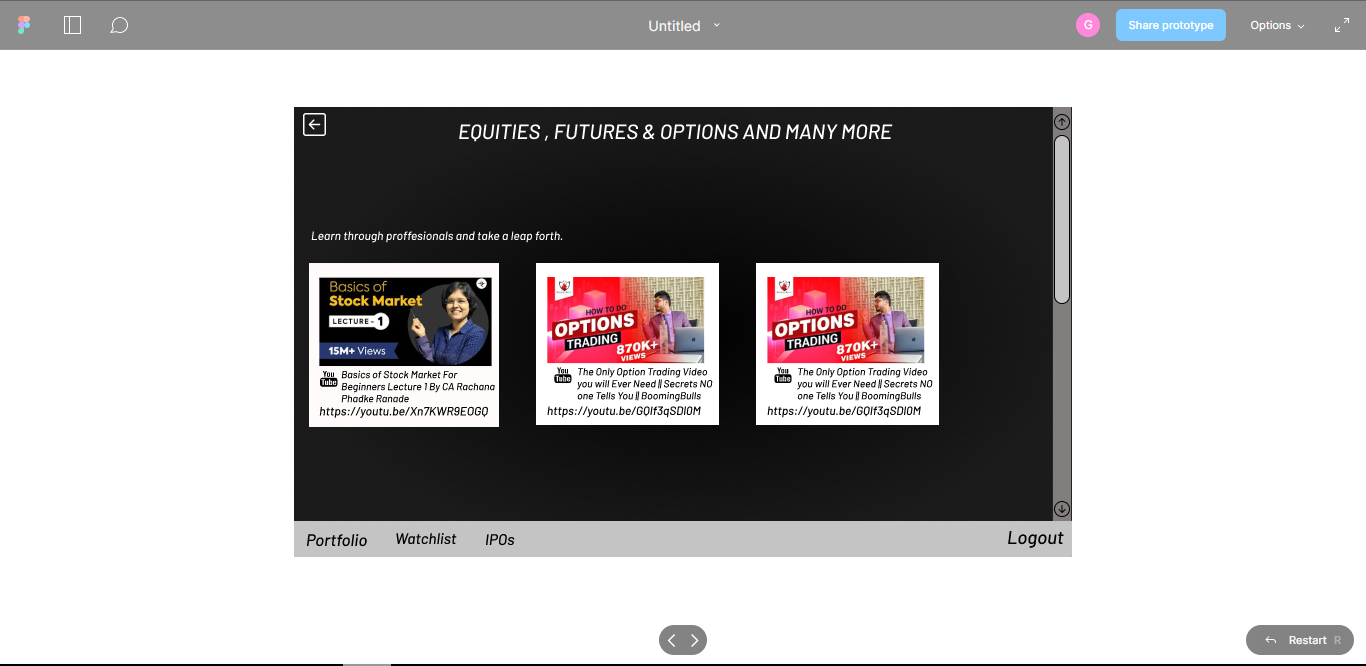 Untitled
G
Share prototype
Options
EQUITIES , FUTURES & OPTIONS AND MANY MORE
Learn through proffesionals and take a leap forth.
Basics of
Stock Market
LECTURE - 1
15M+ Views
You
Tube
Basics of Stock Market For
Beginners Lecture 1 By CA Rachana
Phadke Ranade
https://youtu.be/Xn7KWR9EOGQ
HOW TO DO
OPTIONS
TRADING
870K+
VIEWS
You
Tube
The Only Option Trading Video
you will Ever Need || Secrets NO
one Tells You || BoomingBulls
https://youtu.be/GQIf3qSDI0M
HOW TO DO
OPTIONS
TRADING
870K+
VIEWS
You
Tube
The Only Option Trading Video
you will Ever Need || Secrets NO
one Tells You || BoomingBulls
https://youtu.be/GQIf3qSDI0M
Portfolio
Watchlist
IPOs
Logout
Restart R